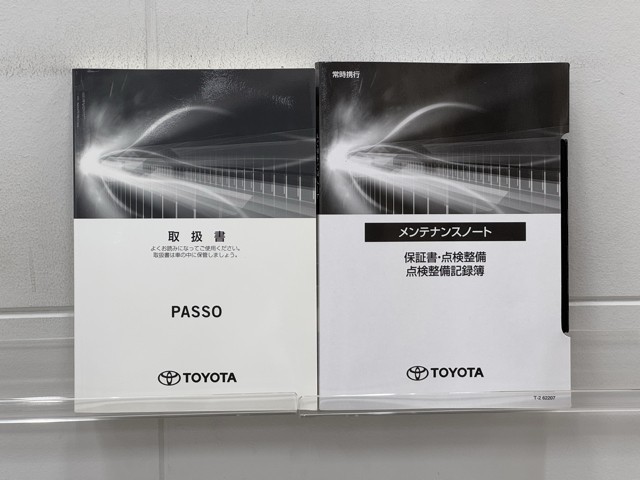 取扱書
よくお読みになってご使用ください。
取扱書は車の中に保管しましょう。
PASSO
TOYOTA
常時携行
メンテナンスノート
保証書・点検整備
点検整備記録簿
TOYOTA
T-2 62207